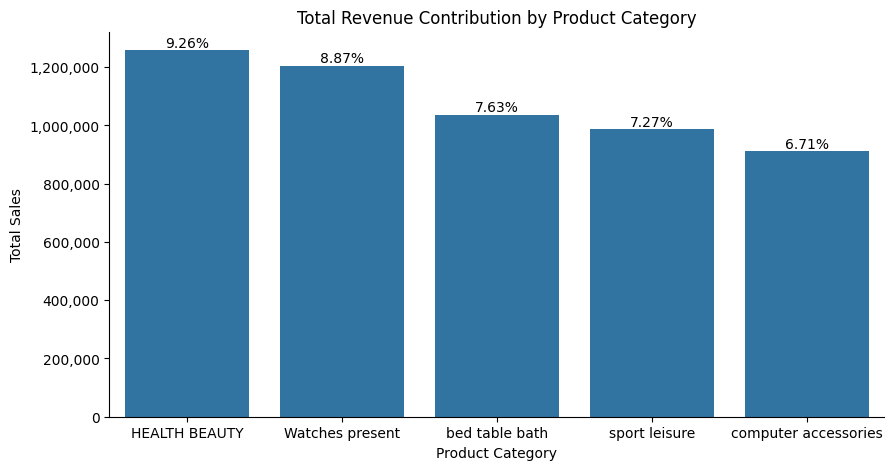 Total Revenue Contribution by Product Category
9.26%
8.87%
7.63%
7.27%
6.71%
1,200,000
1,000,000
800,000
600,000
400,000
200,000
0
Total Sales
HEALTH BEAUTY
Watches present
bed table bath
sport leisure
computer accessories
Product Category